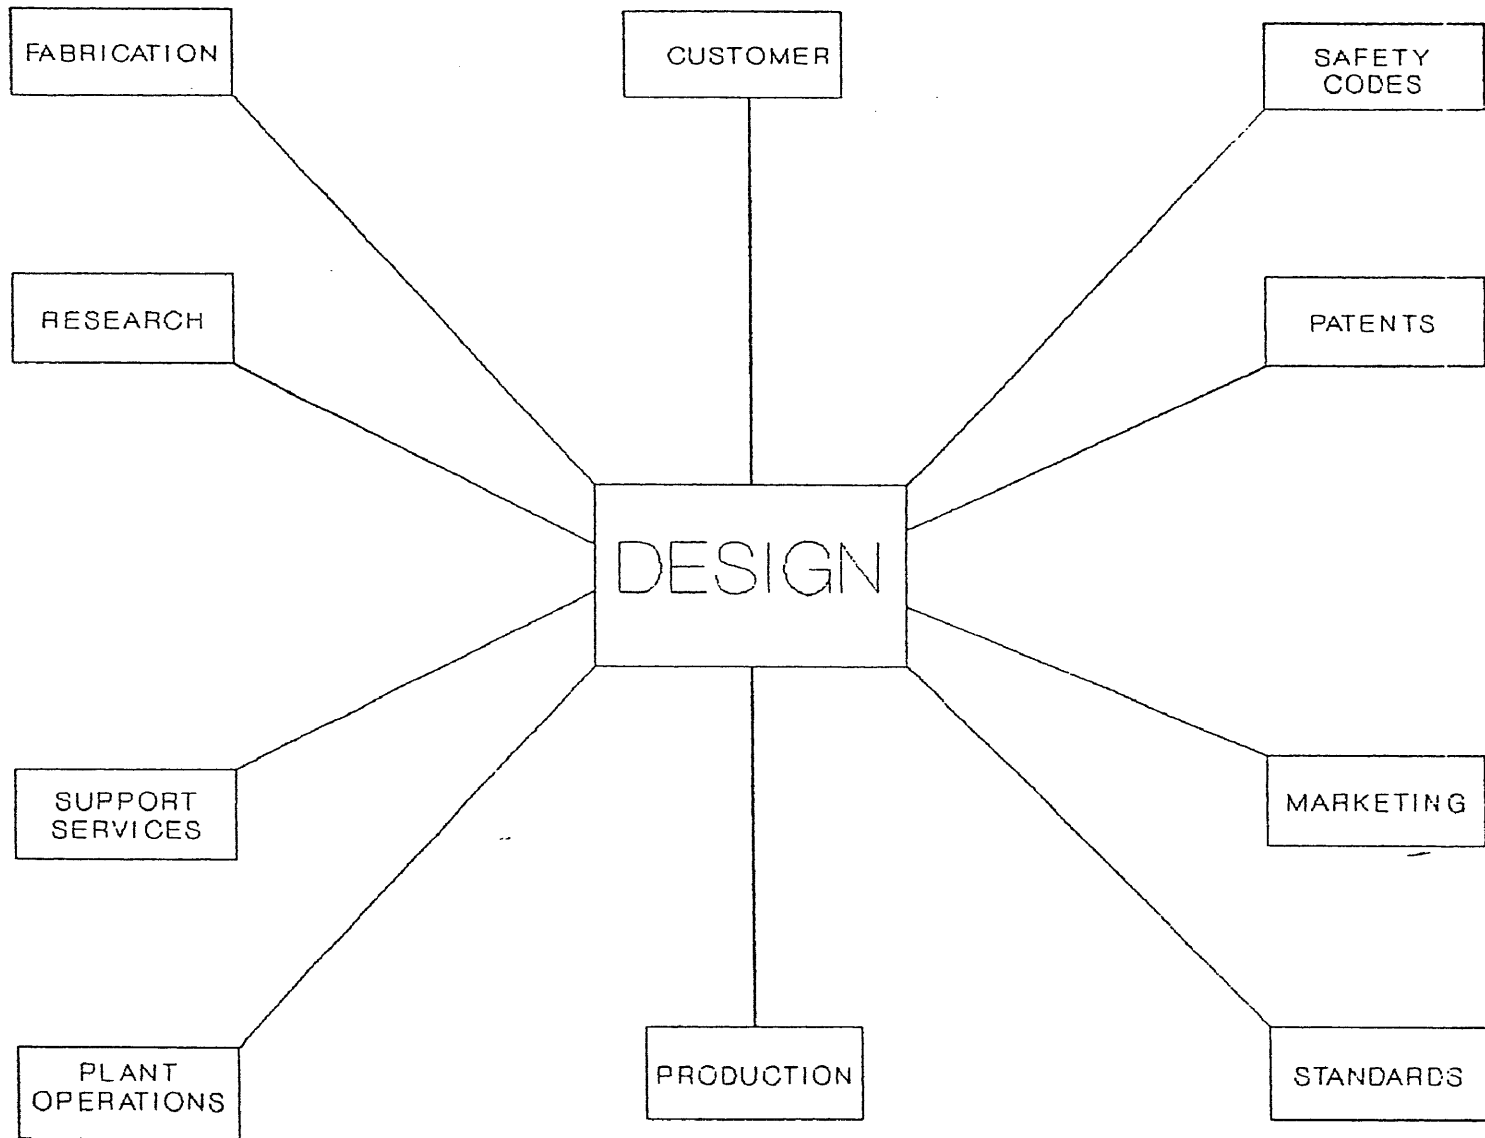 FABRICATION
CUSTOMER
SAFETY
CODES
RESEARCH
PATENTS
DESIGN
SUPPORT
SERVICES
MARKETING
PLANT
OPERATIONS
PRODUCTION
STANDARDS